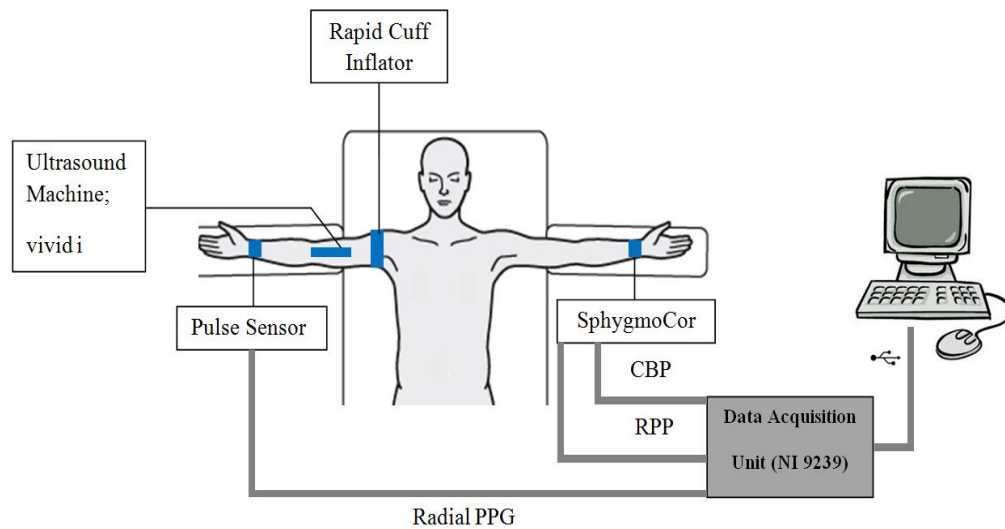 Rapid Cuff
Inflator
Ultrasound
Machine;
vivid i
Pulse Sensor
SphygmoCor
CBP
RPP
Data Acquisition
Unit (NI 9239)
Radial PPG